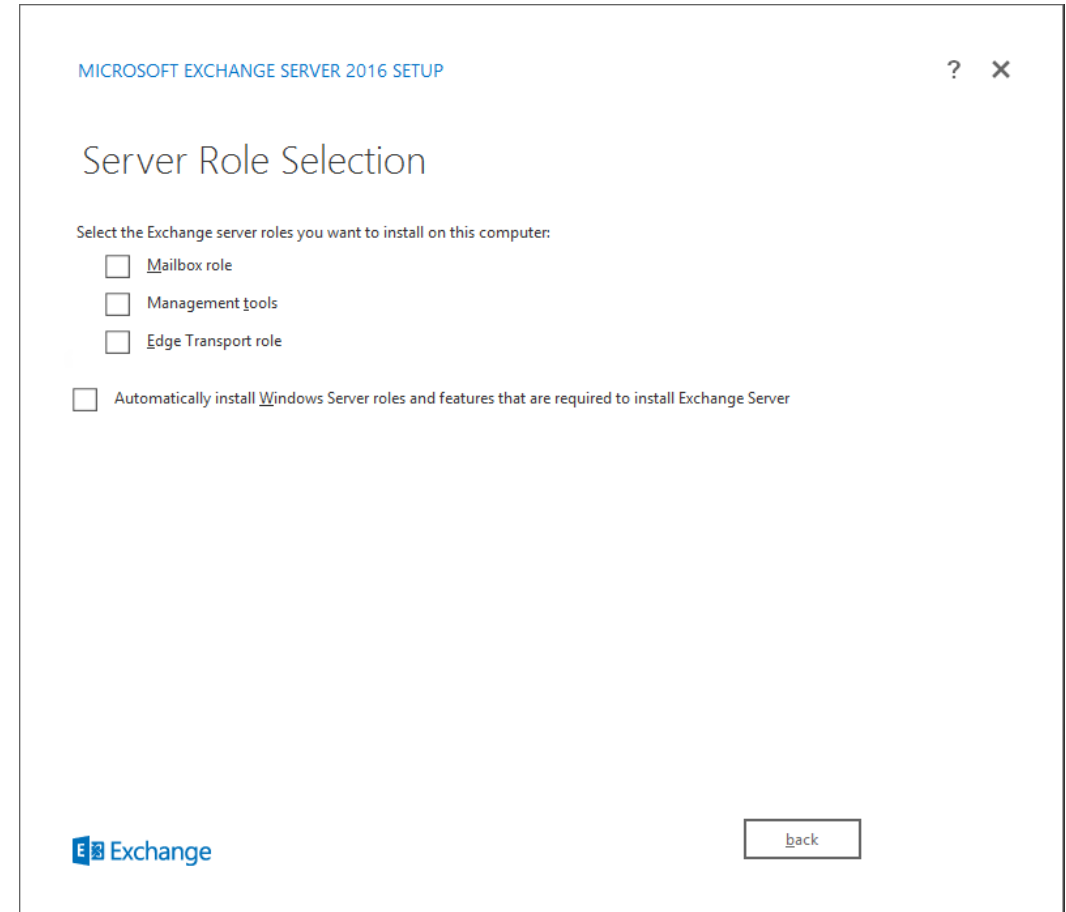 MICROSOFT EXCHANGE SERVER 2016 SETUP
?
Server Role Selection
Select the Exchange server roles you want to install on this computer:
Mailbox role
Management tools
Edge Transport role
Automatically install Windows Server roles and features that are required to install Exchange Server
Exchange
back